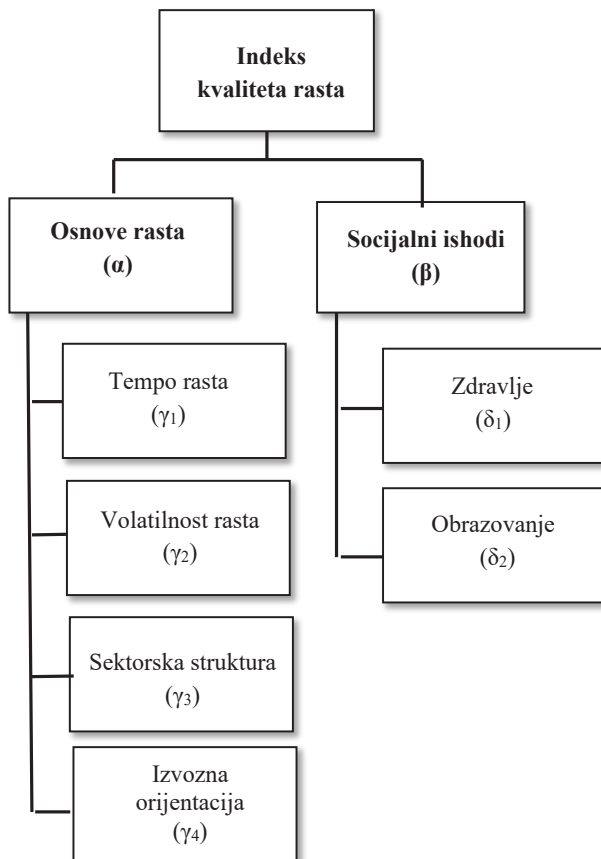 Indeks
kvaliteta rasta
Osnove rasta
(α)
Socijalni ishodi
(β)
Tempo rasta
(γ₁)
Zdravlje
(δ₁)
Volatilnost rasta
(γ₂)
Obrazovanje
(δ₂)
Sektorska struktura
(γ₃)
Izvozna
orijentacija
(γ₄)